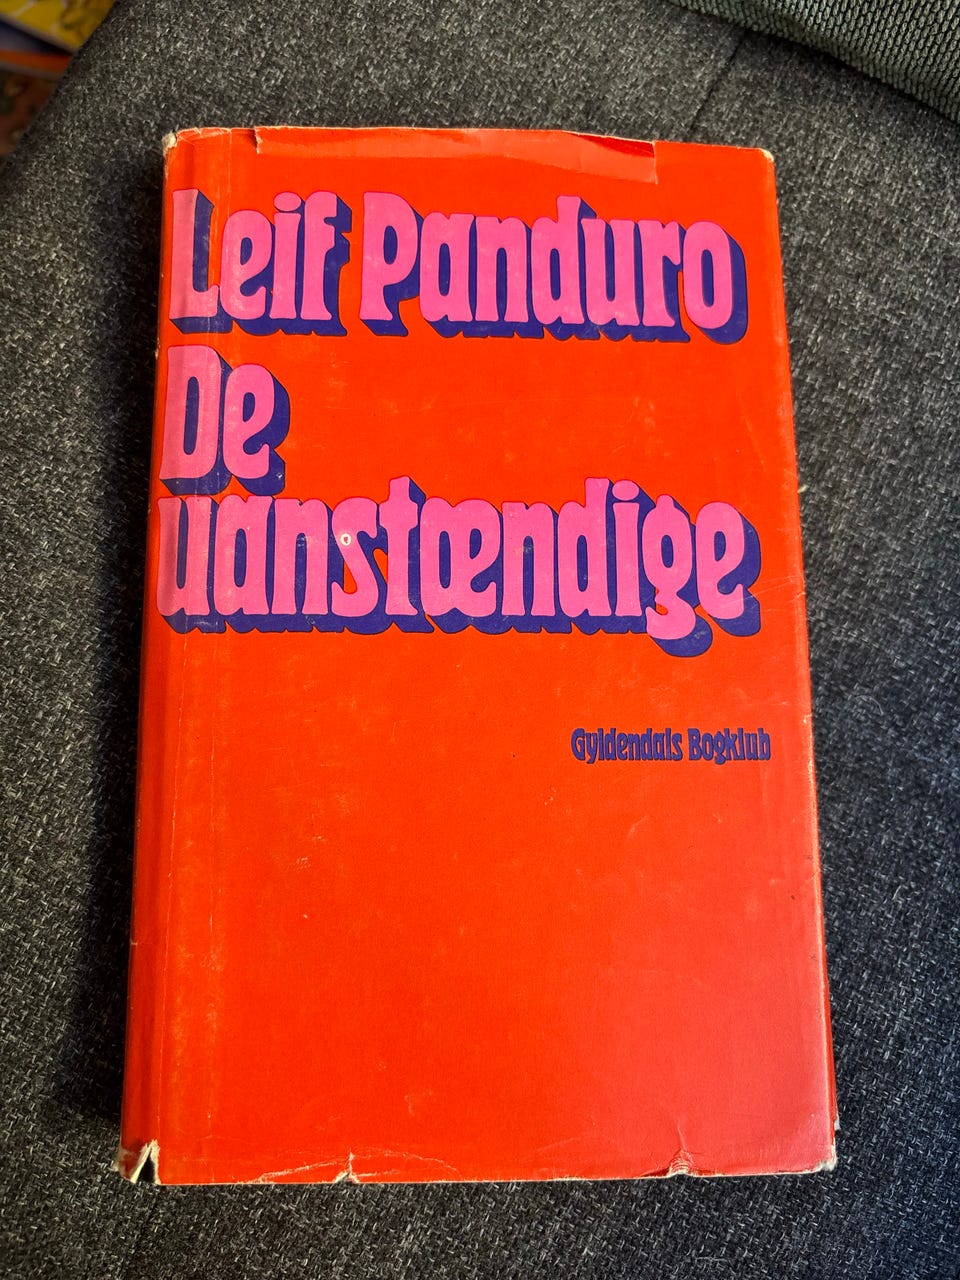 Leif Panduro
De
uanstændige
Gyldendals Bogklub